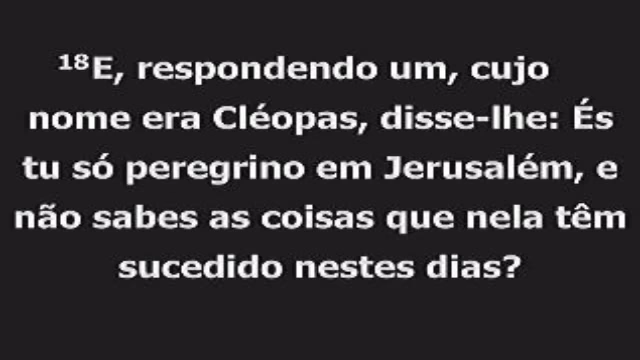 ¹⁸E, respondendo um, cujo
nome era Cléopas, disse-lhe: És
tu só peregrino em Jerusalém, e
não sabes as coisas que nela têm
sucedido nestes dias?